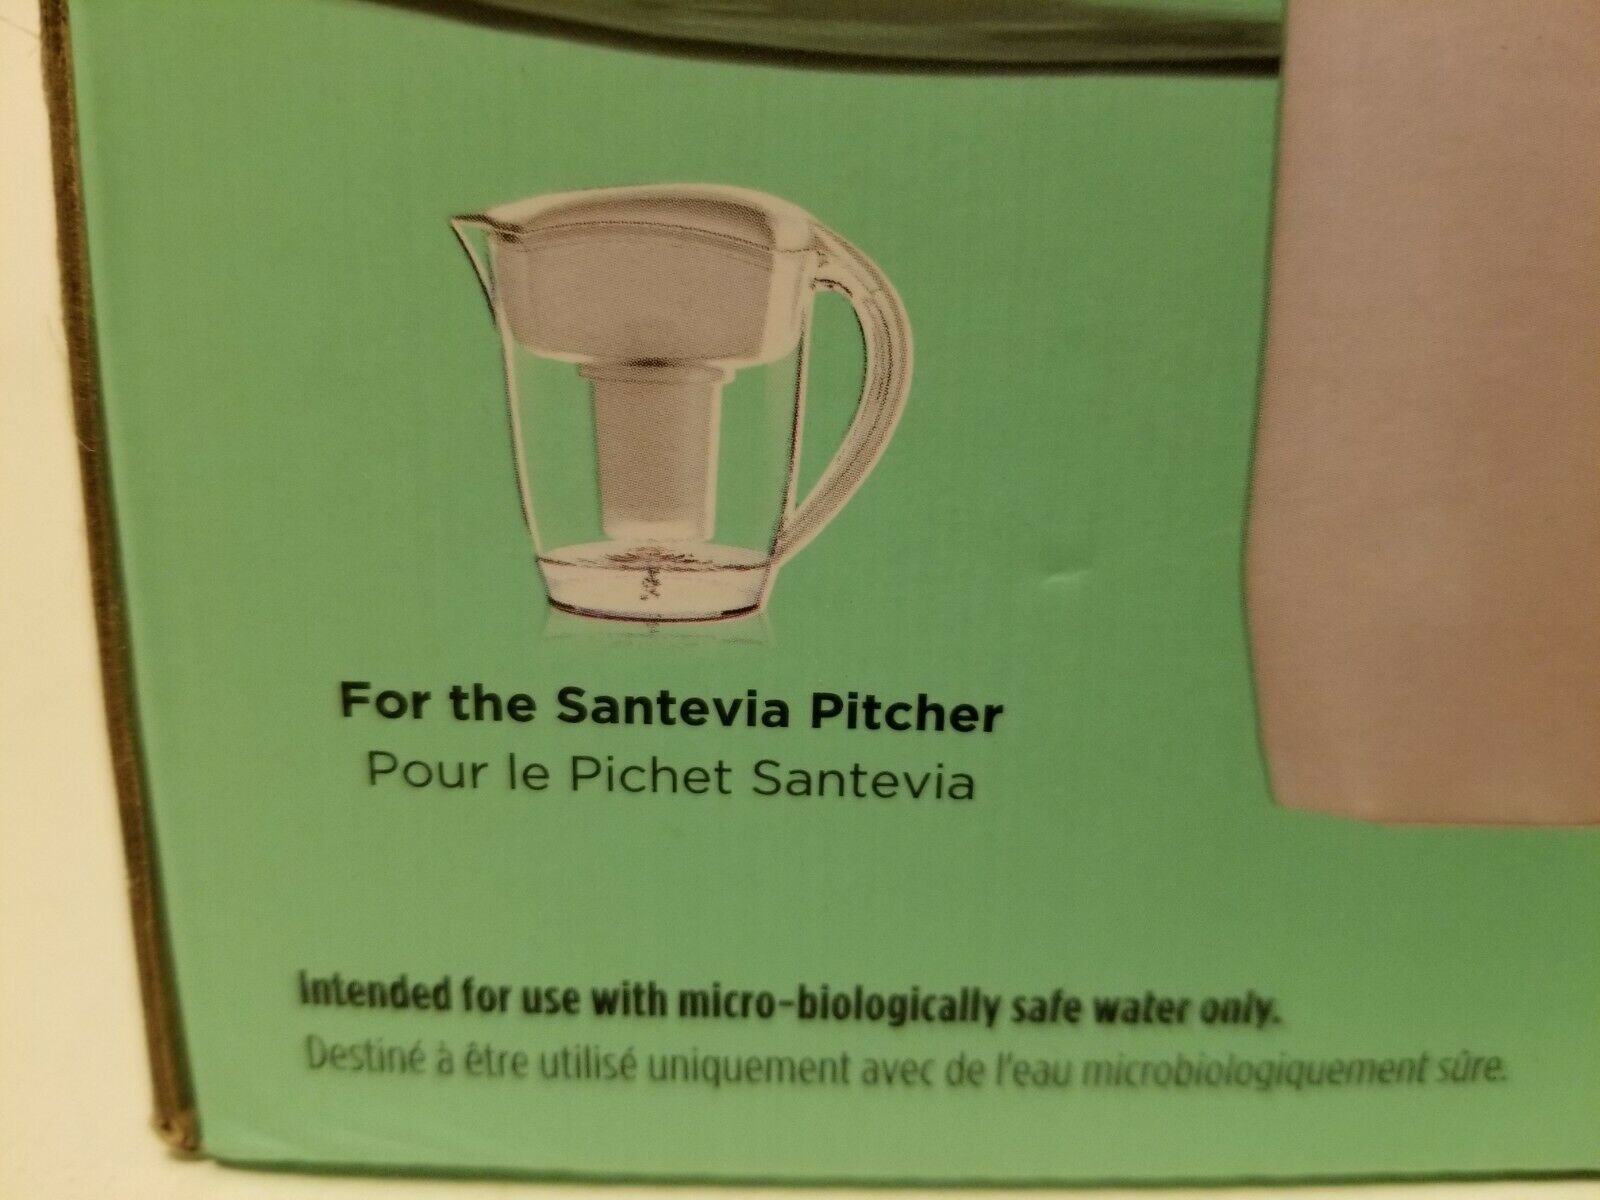 For the Santevia Pitcher
Pour le Pichet Santevia
Intended for use with micro-biologically safe water only.
Destiné à être utilisé uniquement avec de l'eau microbiologiquement sûre.